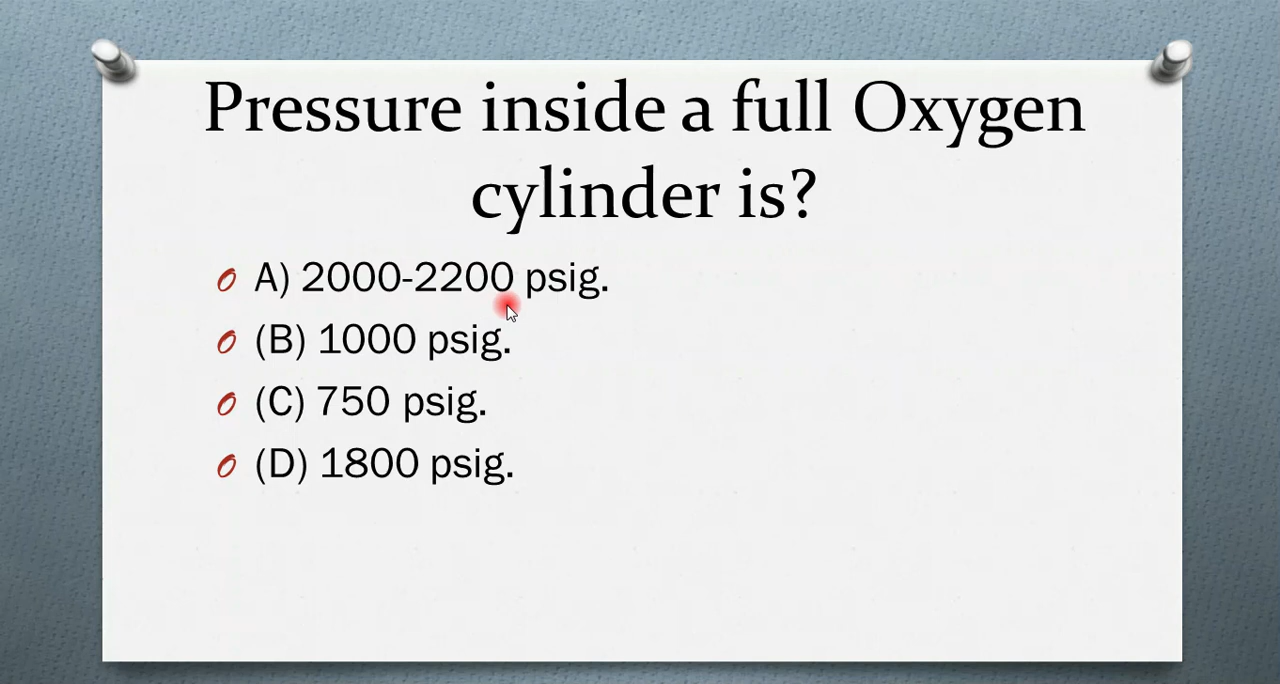 Pressure inside a full Oxygen
cylinder is?
A) 2000-2200 psig.
(B) 1000 psig.
(C) 750 psig.
(D) 1800 psig.